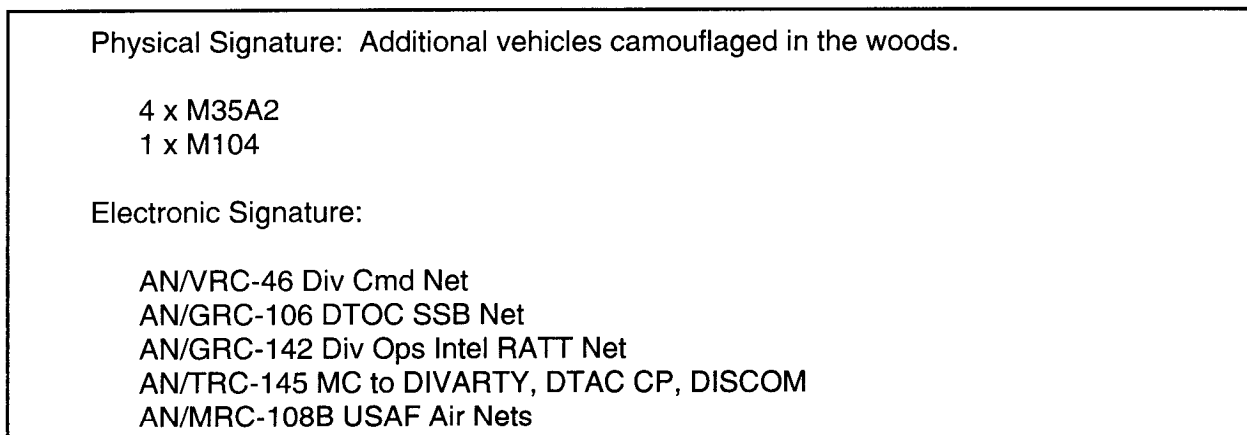 Physical Signature: Additional vehicles camouflaged in the woods.
4 x M35A2
1 x M104
Electronic Signature:
AN/VRC-46 Div Cmd Net
AN/GRC-106 DTOC SSB Net
AN/GRC-142 Div Ops Intel RATT Net
AN/TRC-145 MC to DIVARTY, DTAC CP, DISCOM
AN/MRC-108B USAF Air Nets